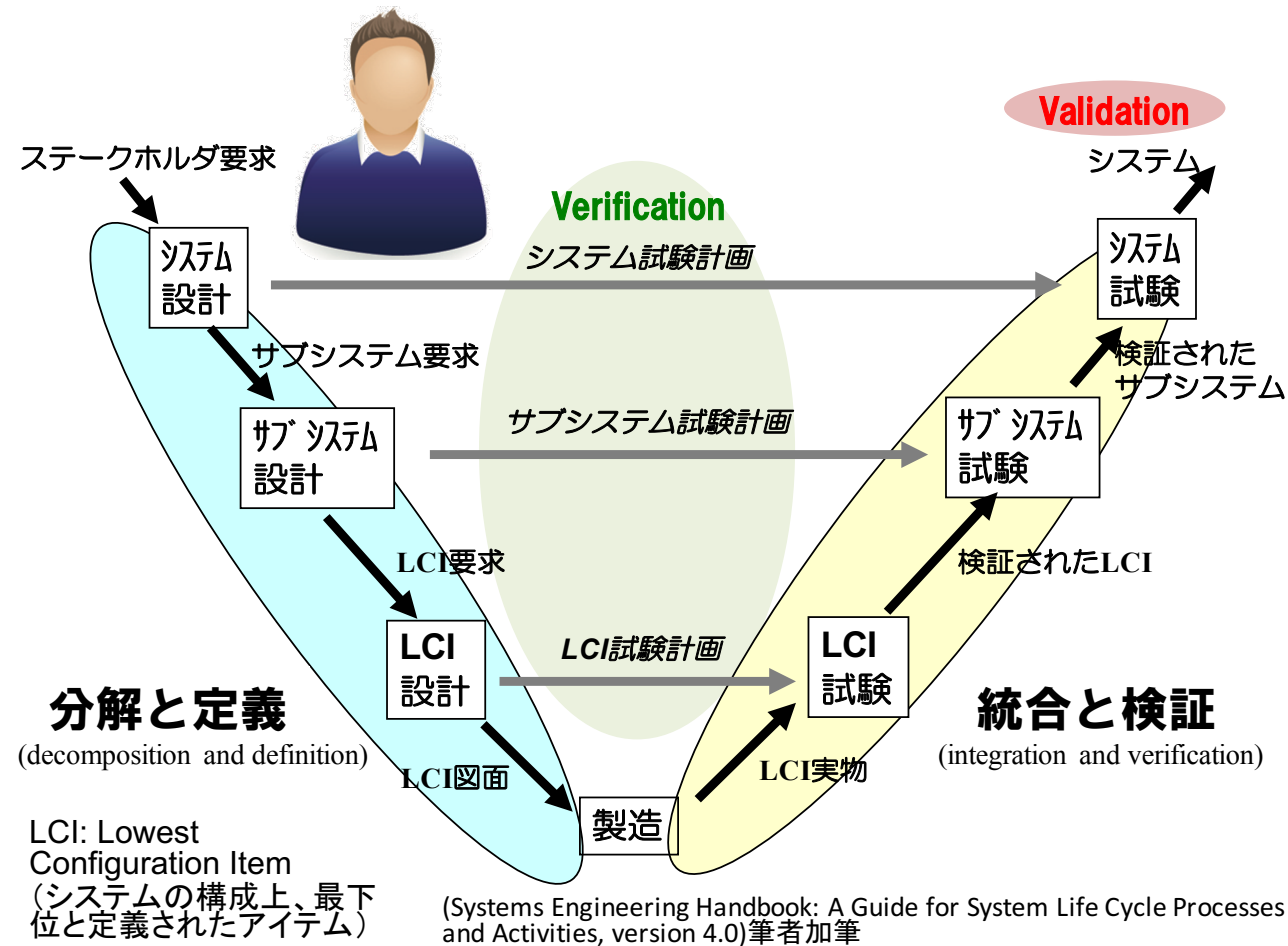 Validation
ステークホルダ要求
システム
Verification
システム試験計画
システム
設計
システム
試験
サブシステム要求
検証された
サブシステム
サブシステム試験計画
サブシステム
設計
サブシステム
試験
LCI要求
検証されたLCI
LCI試験計画
LCI
設計
LCI
試験
分解と定義
(decomposition and definition)
統合と検証
(integration and verification)
LCI図面
LCI実物
製造
LCI: Lowest
Configuration Item
（システムの構成上、最下
位と定義されたアイテム）
(Systems Engineering Handbook: A Guide for System Life Cycle Processes
and Activities, version 4.0)筆者加筆